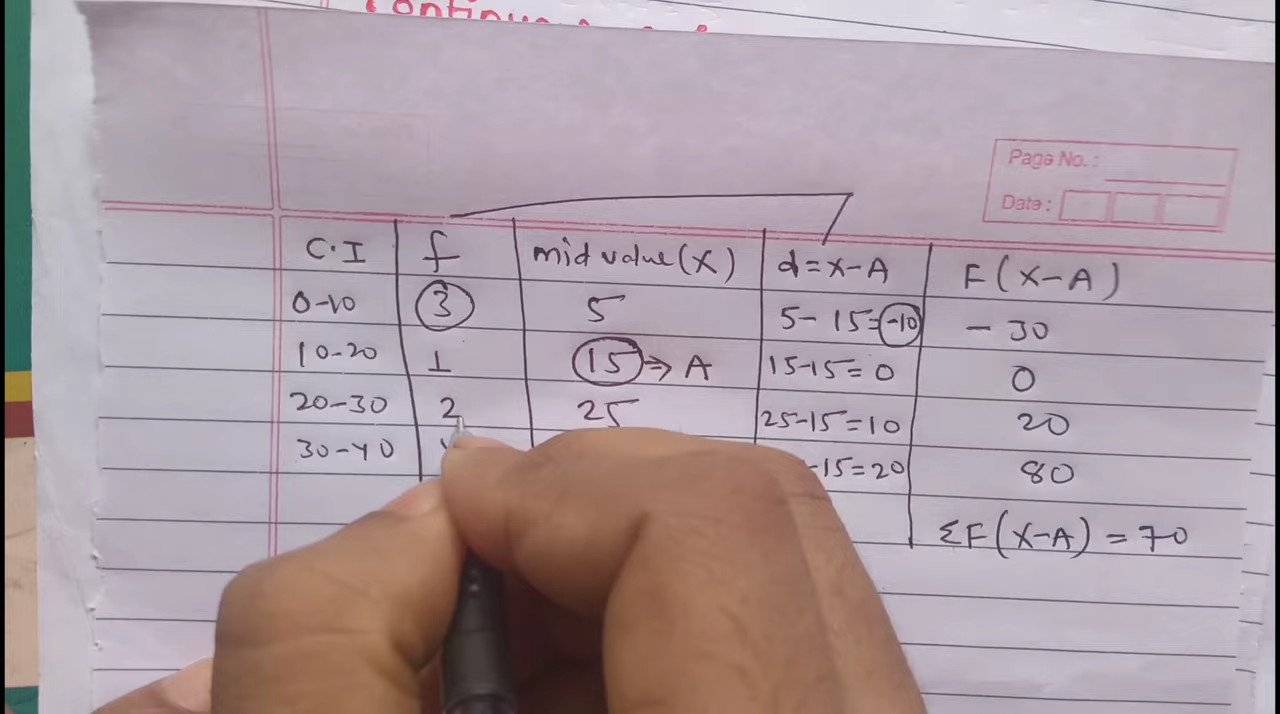 Page No. :
Date :
C.I f mid value (x) d=x-A F(x-A)
0-10 3 5 5-15=-10 -30
10-20 1 15 ⇒ A 15-15=0 0
20-30 2 25 25-15=10 20
30-40 -15=20 80
ΣF(x-A) = 70